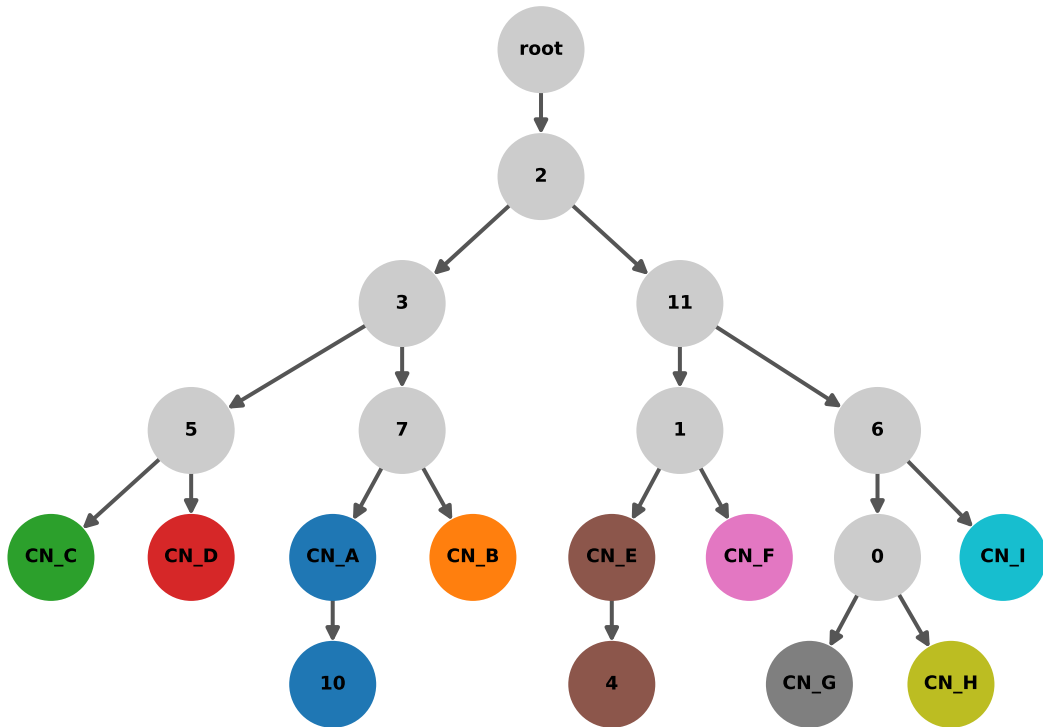 root
2
3 11
5 7 1 6
CN_C CN_D CN_A CN_B CN_E CN_F 0 CN_I
10 4 CN_G CN_H